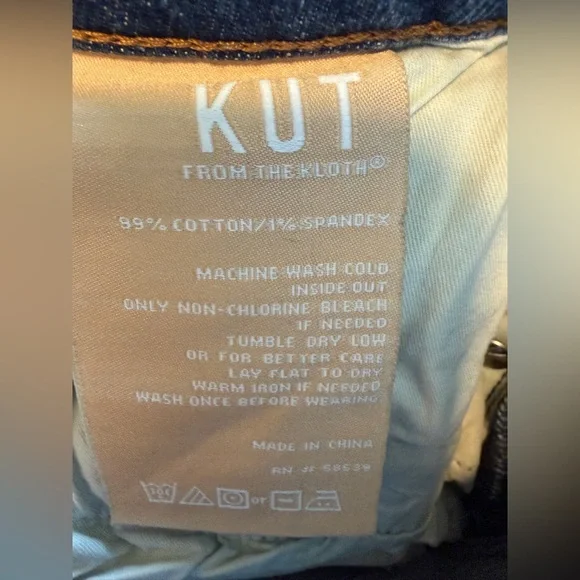 KUT
FROM THE KLOTH®
99% COTTON/1% SPANDEX
MACHINE WASH COLD
INSIDE OUT
ONLY NON-CHLORINE BLEACH
IF NEEDED
TUMBLE DRY LOW
OR FOR BETTER CARE
LAY FLAT TO DRY
WARM IRON IF NEEDED
WASH ONCE BEFORE WEARING
MADE IN CHINA
RN #
or